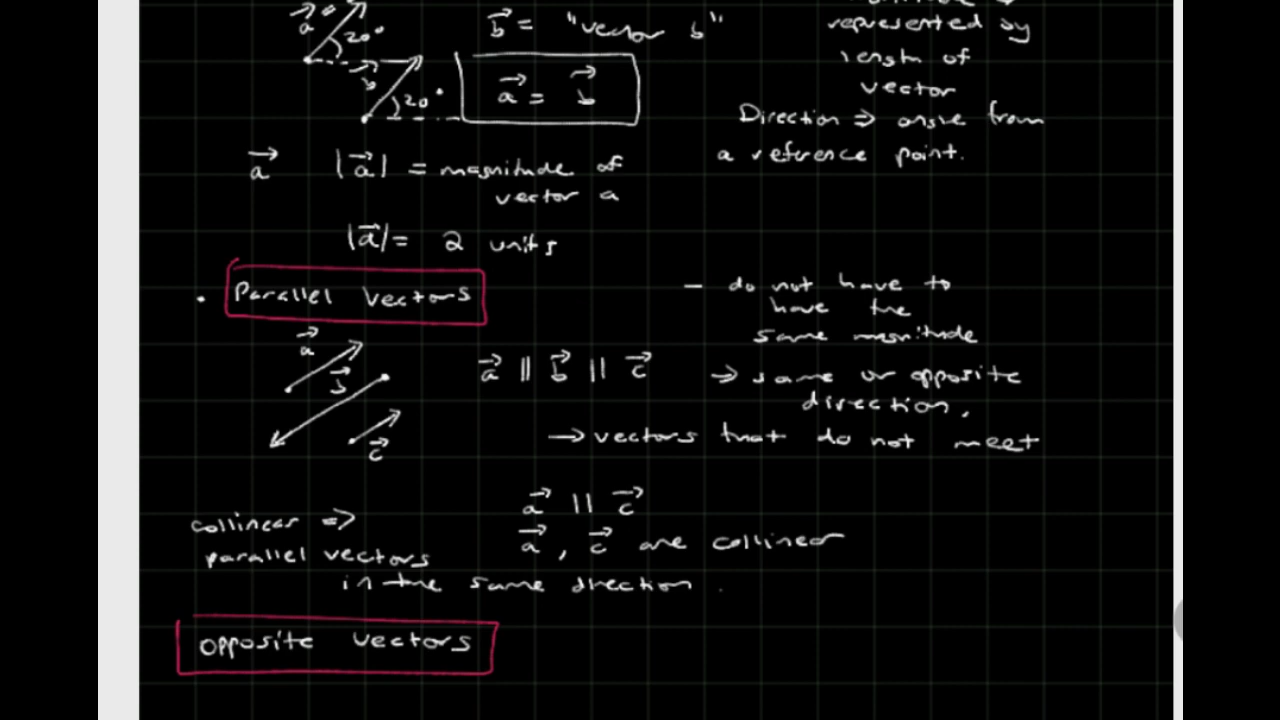 a
20°
b = "vector b"
b
20°
a = b
represented by
length of
vector
Direction => angle from
a reference point.
a |a| = magnitude of
vector a
|a| = 2 units
• Parallel Vectors
- do not have to
have the
same magnitude
a
b
c
a || b || c
→ same or opposite
direction.
→ vectors that do not meet
collinear =>
parallel vectors
in the same direction.
a || c
a, c are collinear
opposite vectors